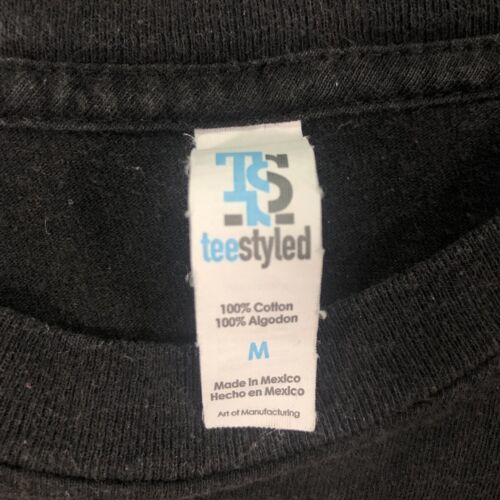 TS
teestyled
100% Cotton
100% Algodon
M
Made in Mexico
Hecho en Mexico
Art of Manufacturing